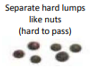 Separate hard lumps
like nuts
(hard to pass)